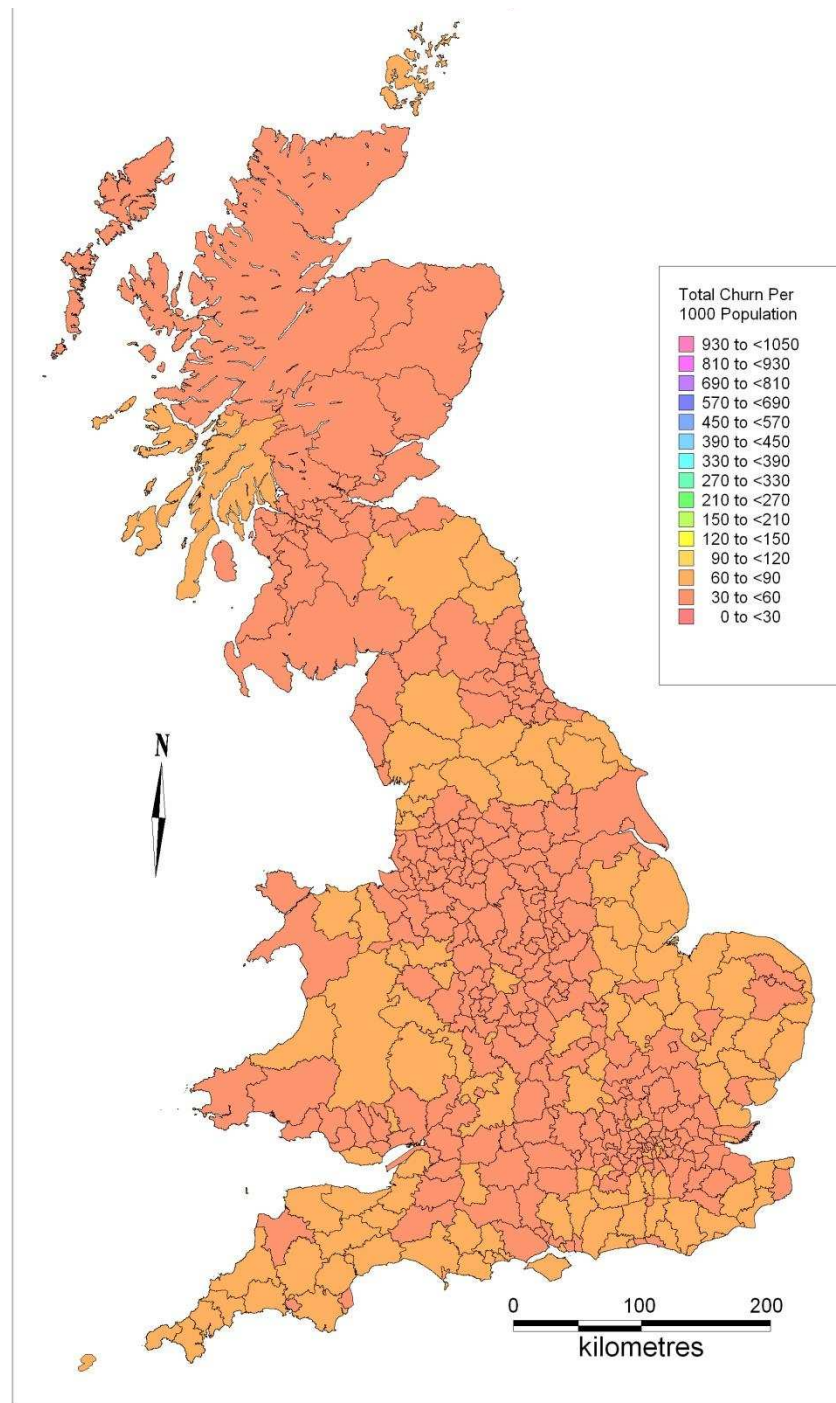 Total Churn Per
1000 Population
930 to <1050
810 to <930
690 to <810
570 to <690
450 to <570
390 to <450
330 to <390
270 to <330
210 to <270
150 to <210
120 to <150
90 to <120
60 to <90
30 to <60
0 to <30
N
0 100 200
kilometres